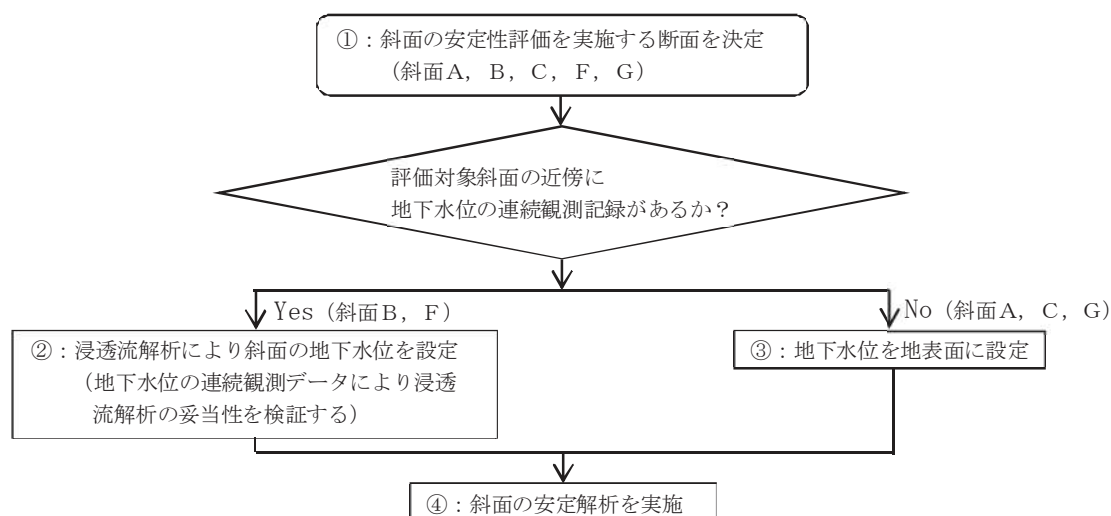 ①：斜面の安定性評価を実施する断面を決定
（斜面Ａ，Ｂ，Ｃ，Ｆ，Ｇ）
評価対象斜面の近傍に
地下水位の連続観測記録があるか？
Yes（斜面Ｂ，Ｆ）
No（斜面Ａ，Ｃ，Ｇ）
②：浸透流解析により斜面の地下水位を設定
（地下水位の連続観測データにより浸透
流解析の妥当性を検証する）
③：地下水位を地表面に設定
④：斜面の安定解析を実施